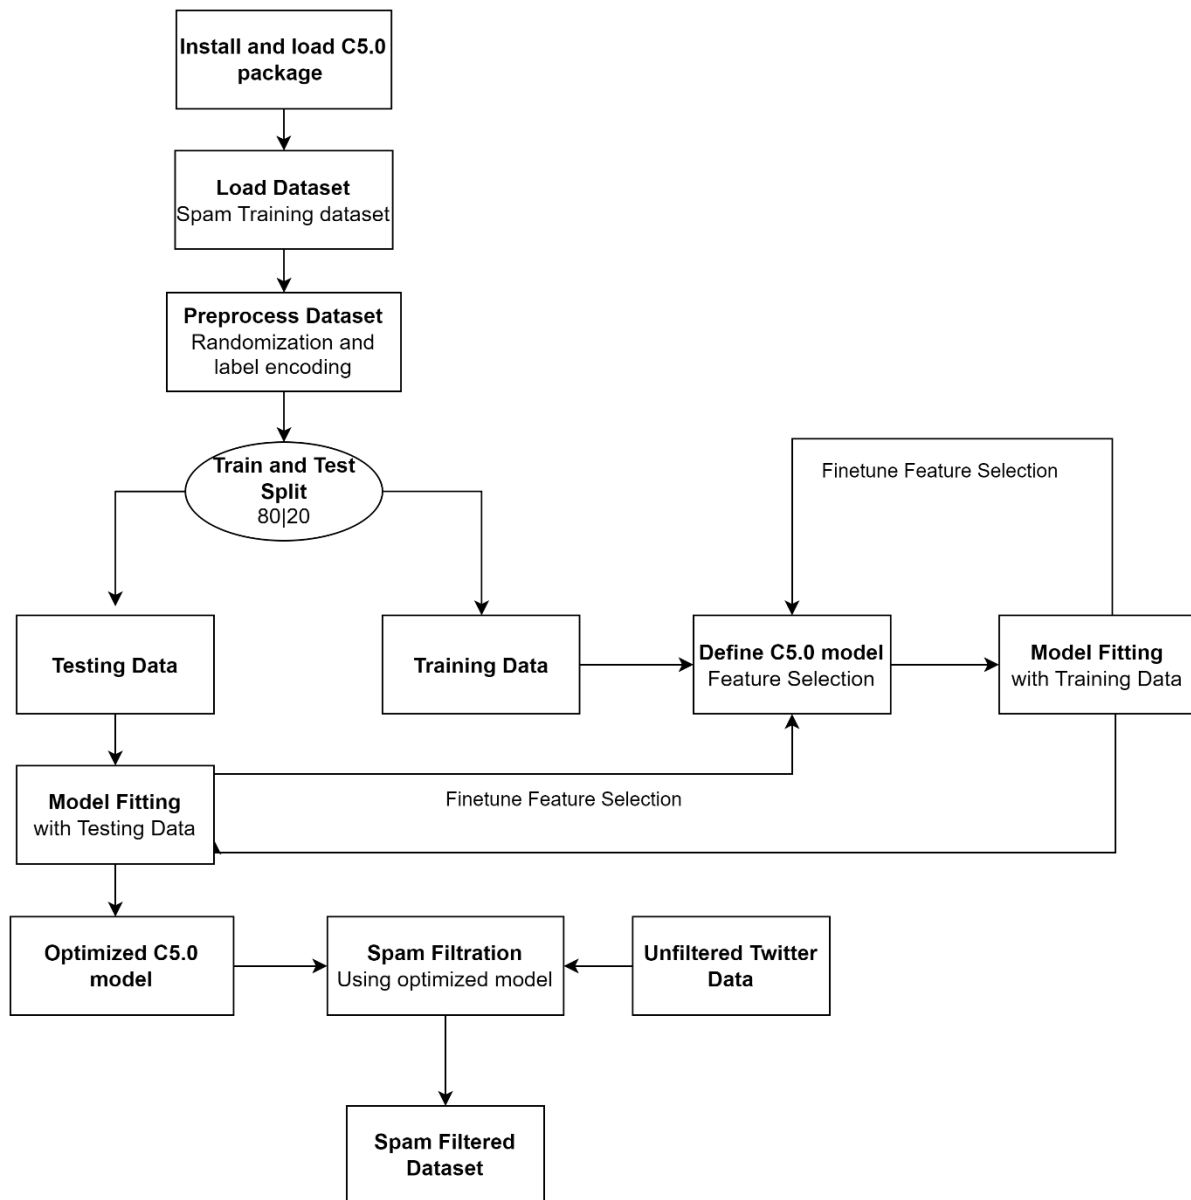 Install and load C5.0
package
Load Dataset
Spam Training dataset
Preprocess Dataset
Randomization and
label encoding
Train and Test
Split
80|20
Finetune Feature Selection
Testing Data
Training Data
Define C5.0 model
Feature Selection
Model Fitting
with Training Data
Model Fitting
with Testing Data
Finetune Feature Selection
Optimized C5.0
model
Spam Filtration
Using optimized model
Unfiltered Twitter
Data
Spam Filtered
Dataset